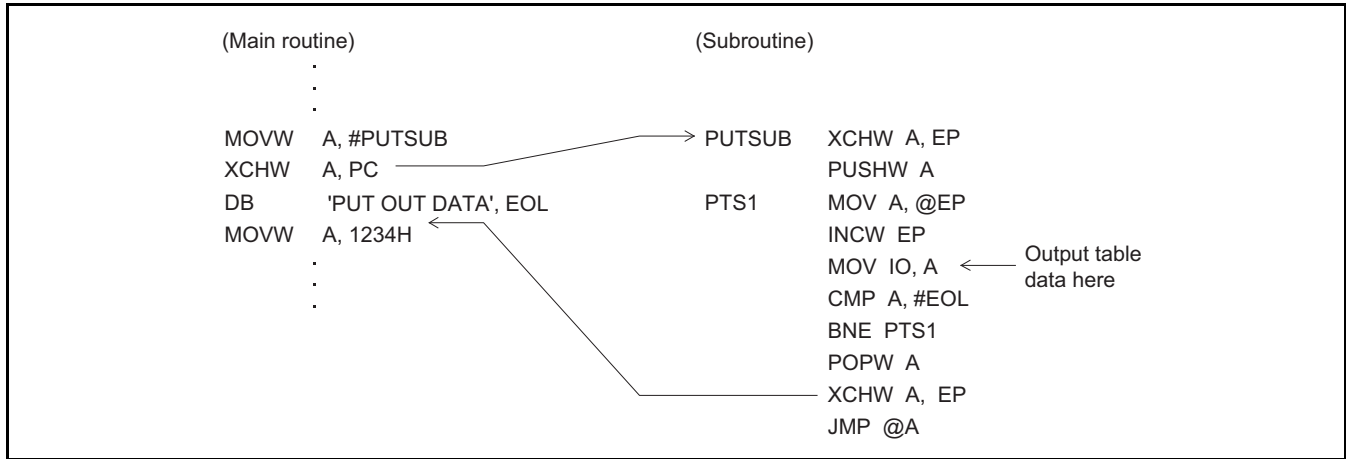 (Main routine) (Subroutine)
.
.
.
MOVW A, #PUTSUB PUTSUB XCHW A, EP
XCHW A, PC PUSHW A
DB 'PUT OUT DATA', EOL PTS1 MOV A, @EP
MOVW A, 1234H INCW EP
. MOV IO, A Output table
data here
. CMP A, #EOL
. BNE PTS1
POPW A
XCHW A, EP
JMP @A